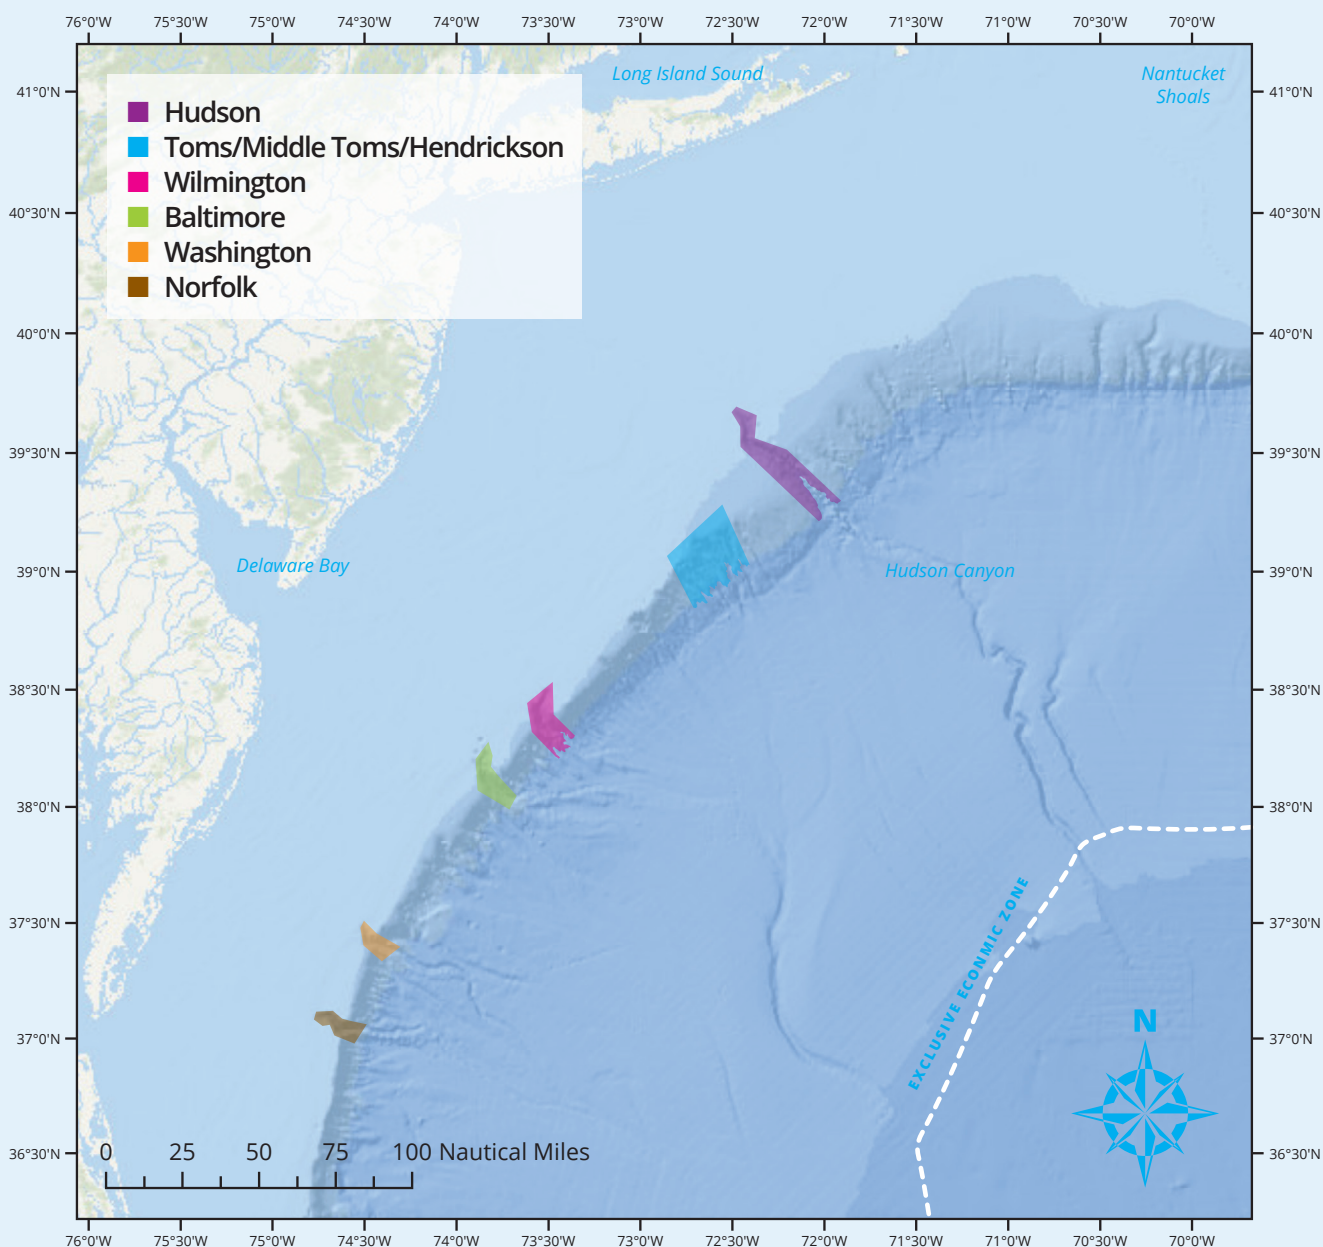 76°0'W 75°30'W 75°0'W 74°30'W 74°0'W 73°30'W 73°0'W 72°30'W 72°0'W 71°30'W 71°0'W 70°30'W 70°0'W
Long Island Sound
Nantucket
Shoals
41°0'N 41°0'N
Hudson
Toms/Middle Toms/Hendrickson
Wilmington
40°30'N 40°30'N
Baltimore
Washington
Norfolk
40°0'N 40°0'N
39°30'N 39°30'N
Delaware Bay
Hudson Canyon
39°0'N 39°0'N
38°30'N 38°30'N
38°0'N 38°0'N
EXCLUSIVE ECONMIC ZONE
37°30'N 37°30'N
N
37°0'N 37°0'N
0 25 50 75 100 Nautical Miles
36°30'N 36°30'N
76°0'W 75°30'W 75°0'W 74°30'W 74°0'W 73°30'W 73°0'W 72°30'W 72°0'W 71°30'W 71°0'W 70°30'W 70°0'W